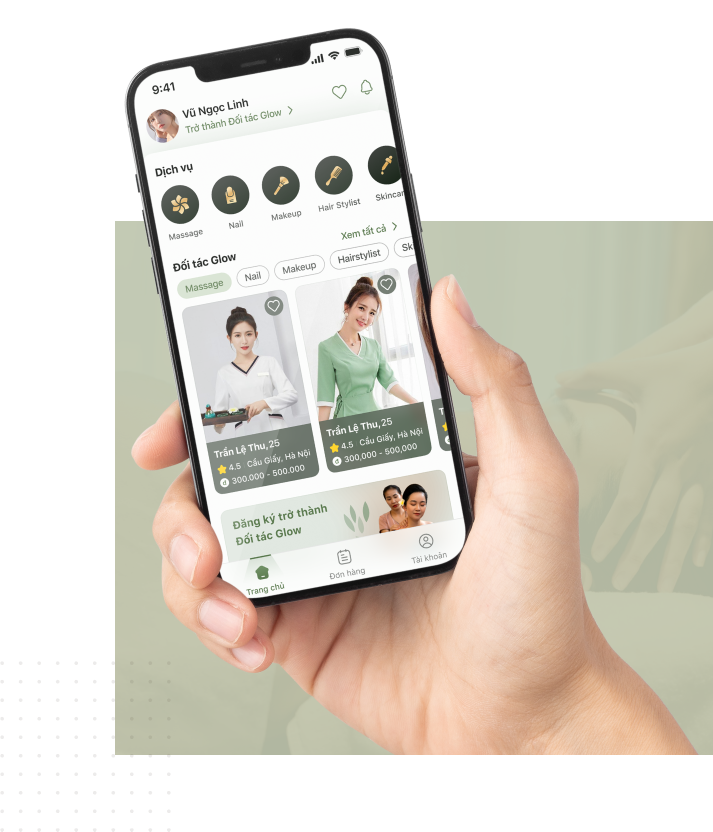 9:41
Vũ Ngọc Linh
Trở thành Đối tác Glow
Dịch vụ
Massage
Nail
Makeup
Hair Stylist
Skincar
Xem tất cả
Đối tác Glow
Massage
Nail
Makeup
Hairstylist
Sk
Trần Lệ Thu, 25
4.5 Cầu Giấy, Hà Nội
đ 300,000 - 500.000
Trần Lệ Thu, 25
4.5 Cầu Giấy, Hà Nội
đ 300,000 - 500,000
T
Đăng ký trở thành
Đối tác Glow
Trang chủ
Đơn hàng
Tài khoản